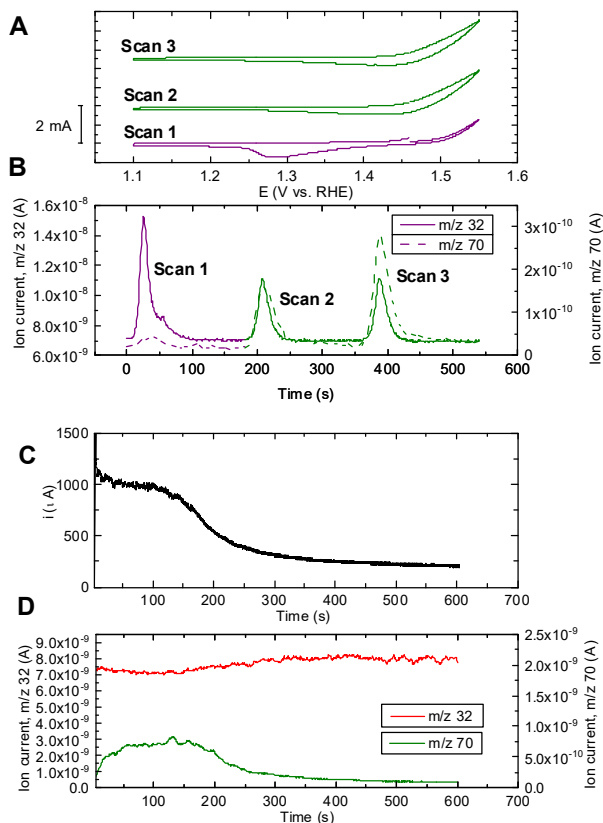 A
Scan 3
Scan 2
Scan 1
2 mA
1.1 1.2 1.3 1.4 1.5 1.6
E (V vs. RHE)
B
Ion current, m/z 32 (A)
1.6x10⁻⁸
1.4x10⁻⁸
1.2x10⁻⁸
1.0x10⁻⁸
8.0x10⁻⁹
6.0x10⁻⁹
Scan 1
Scan 2
Scan 3
m/z 32
m/z 70
3x10⁻¹⁰
2x10⁻¹⁰
1x10⁻¹⁰
0
Ion current, m/z 70 (A)
0 100 200 300 400 500 600
Time (s)
C
i (ι A)
1500
1000
500
0
100 200 300 400 500 600 700
Time (s)
D
Ion current, m/z 32 (A)
9.0x10⁻⁹
8.0x10⁻⁹
7.0x10⁻⁹
6.0x10⁻⁹
5.0x10⁻⁹
4.0x10⁻⁹
3.0x10⁻⁹
2.0x10⁻⁹
1.0x10⁻⁹
0.0
m/z 32
m/z 70
2.5x10⁻⁹
2.0x10⁻⁹
1.5x10⁻⁹
1.0x10⁻⁹
5.0x10⁻¹⁰
0.0
Ion current, m/z 70 (A)
100 200 300 400 500 600 700
Time (s)